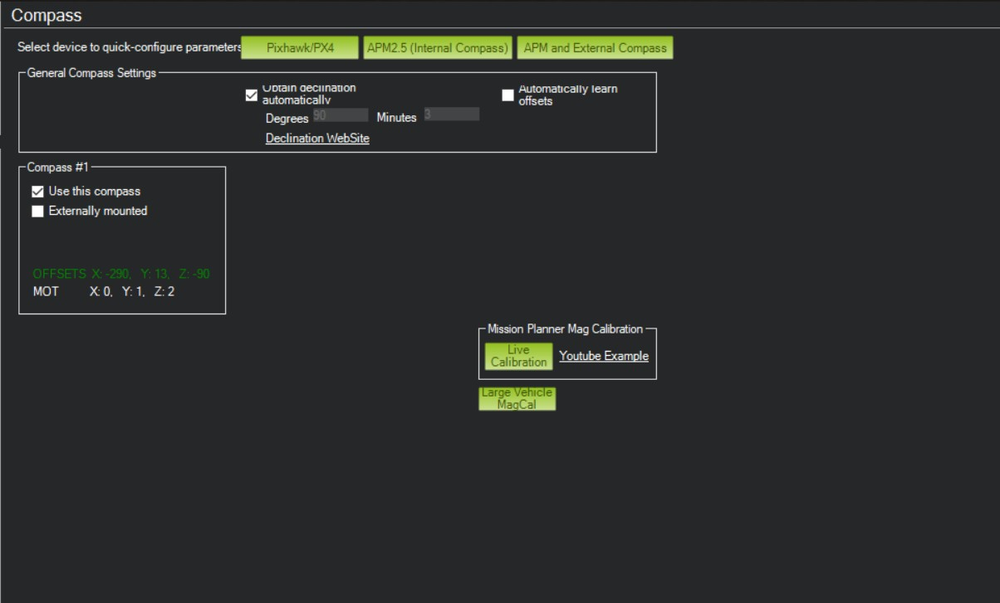 Compass
Select device to quick-configure parameters Pixhawk/PX4 APM2.5 (Internal Compass) APM and External Compass
General Compass Settings
Obtain declination
automatically
Automatically learn
offsets
Degrees 90 Minutes 3
Declination WebSite
Compass #1
Use this compass
Externally mounted
OFFSETS X: -290, Y: 13, Z: -90
MOT X: 0, Y: 1, Z: 2
Mission Planner Mag Calibration
Live
Calibration
Youtube Example
Large Vehicle
MagCal